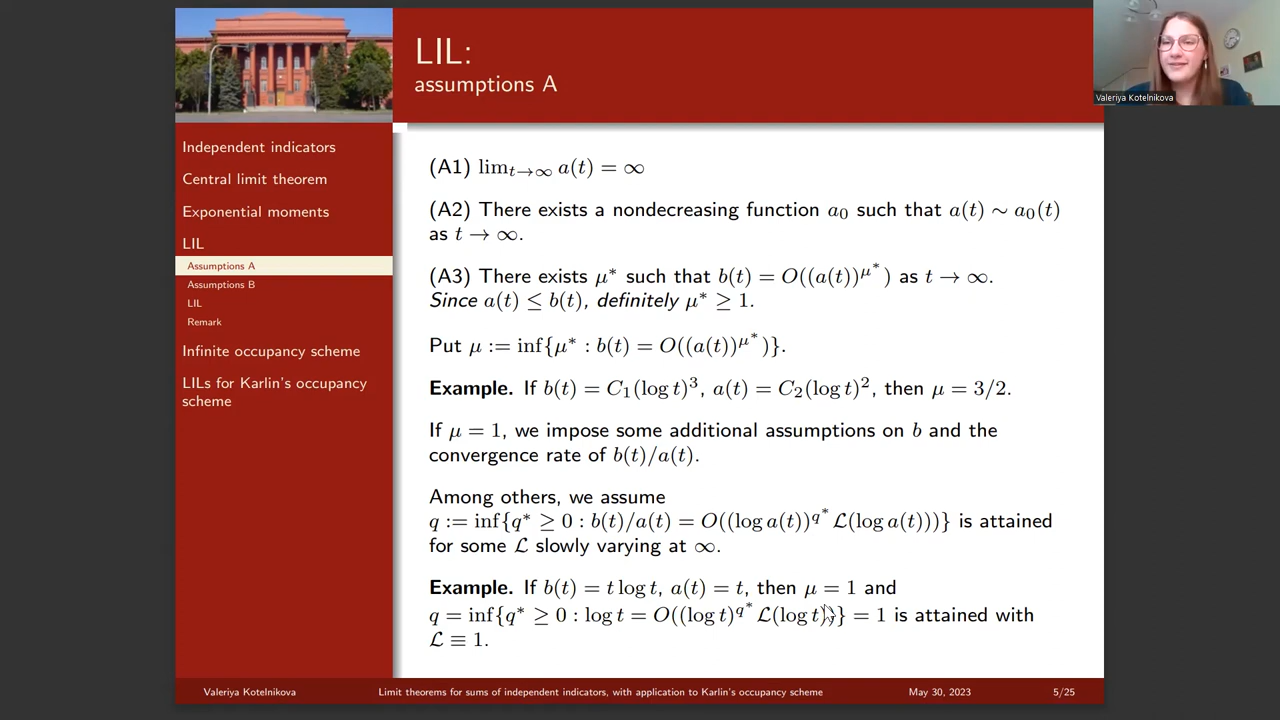 LIL:
assumptions A
Valeriya Kotelnikova
Independent indicators
Central limit theorem
Exponential moments
LIL
Assumptions A
Assumptions B
LIL
Remark
Infinite occupancy scheme
LILs for Karlin's occupancy
scheme
(A1) lim_{t→∞} a(t) = ∞
(A2) There exists a nondecreasing function a_0 such that a(t) ∼ a_0(t)
as t → ∞.
(A3) There exists μ^* such that b(t) = O((a(t))^{μ^*}) as t → ∞.
Since a(t) ≤ b(t), definitely μ^* ≥ 1.
Put μ := inf{μ^* : b(t) = O((a(t))^{μ^*})}.
Example. If b(t) = C_1(log t)^3, a(t) = C_2(log t)^2, then μ = 3/2.
If μ = 1, we impose some additional assumptions on b and the
convergence rate of b(t)/a(t).
Among others, we assume
q := inf{q^* ≥ 0 : b(t)/a(t) = O((log a(t))^{q^*} ℒ(log a(t)))} is attained
for some ℒ slowly varying at ∞.
Example. If b(t) = t log t, a(t) = t, then μ = 1 and
q = inf{q^* ≥ 0 : log t = O((log t)^{q^*} ℒ(log t))} = 1 is attained with
ℒ ≡ 1.
Valeriya Kotelnikova
Limit theorems for sums of independent indicators, with application to Karlin's occupancy scheme
May 30, 2023
5/25